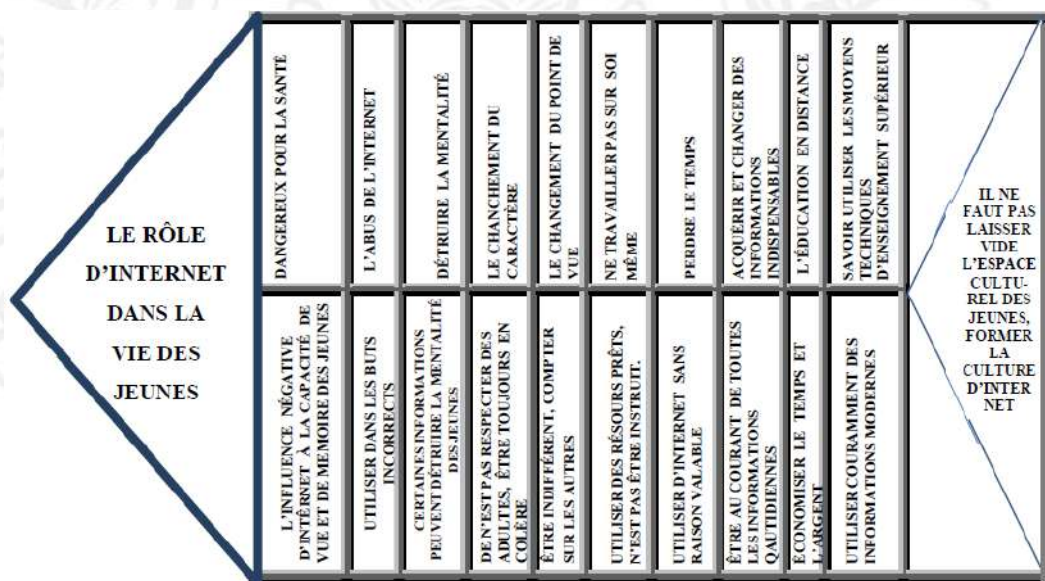 LE RÔLE
D'INTERNET
DANS LA
VIE DES
JEUNES
DANGEREUX POUR LA SANTÉ
L'INFLUENCE NÉGATIVE
D'INTÉRNET À LA CAPACITÉ DE
VUE ET DE MEMOIRE DES JEUNES
L'ABUS DE L'INTERNET
UTILISER DANS LES BUTS
INCORRECTS
DÉTRUIRE LA MENTALITÉ
CERTAINES INFORMATIONS
PEUVENT DÉTRUIRE LA MENTALITÉ
DES JEUNES
LE CHANCHEMENT DU
CARACTÈRE
DE N'EST PAS RESPECTER DES
ADULTES, ÊTRE TOUJOURS EN
COLÈRE
LE CHANGEMENT DU POINT DE
VUE
ÊTRE INDIFFÉRENT, COMPTER
SUR LES AUTRES
NE TRAVAILLER PAS SUR SOI
MÊME
UTILISER DES RÉSOURS PRÊTS,
N'EST PAS ÊTRE INSTRUIT.
PERDRE LE TEMPS
UTILISER D'INTERNET SANS
RAISON VALABLE
ACQUÉRIR ET CHANGER DES
INFORMATIONS
INDISPENSABLES
ÊTRE AU COURANT DE TOUTES
LES INFORMATIONS
QAUTIDIENNES
L'ÉDUCATION EN DISTANCE
ÉCONOMISER LE TEMPS ET
L'ARGENT
SAVOIR UTILISER LES MOYENS
TECHNIQUES
D'ENSEIGNEMENT SUPÉRIEUR
UTILISER COURAMMENT DES
INFORMATIONS MODERNES
IL NE
FAUT PAS
LAISSER
VIDE
L'ESPACE
CULTU-
REL DES
JEUNES,
FORMER
LA
CULTURE
D'INTER
NET